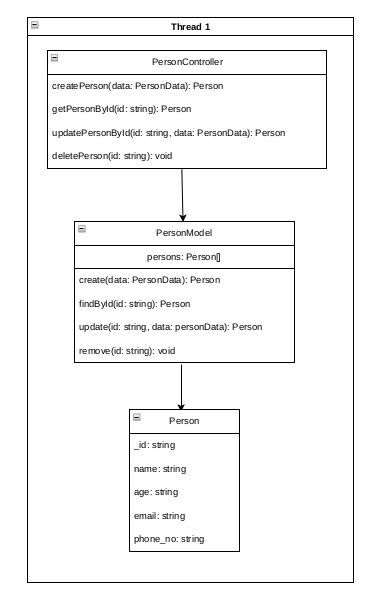 Thread 1
PersonController
createPerson(data: PersonData): Person
getPersonById(id: string): Person
updatePersonById(id: string, data: PersonData): Person
deletePerson(id: string): void
PersonModel
persons: Person[]
create(data: PersonData): Person
findById(id: string): Person
update(id: string, data: personData): Person
remove(id: string): void
Person
_id: string
name: string
age: string
email: string
phone_no: string